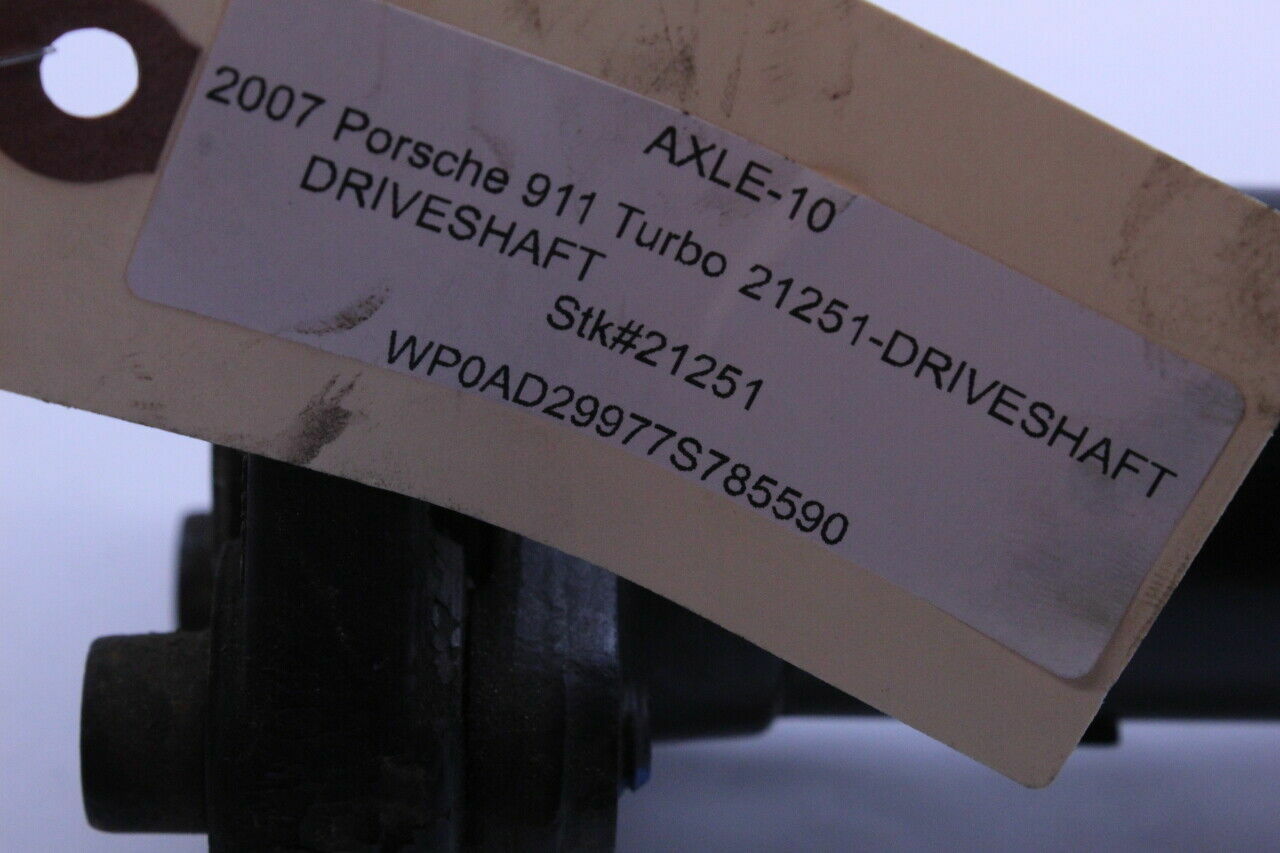 AXLE-10
2007 Porsche 911 Turbo 21251-DRIVESHAFT
DRIVESHAFT
Stk#21251
WP0AD29977S785590